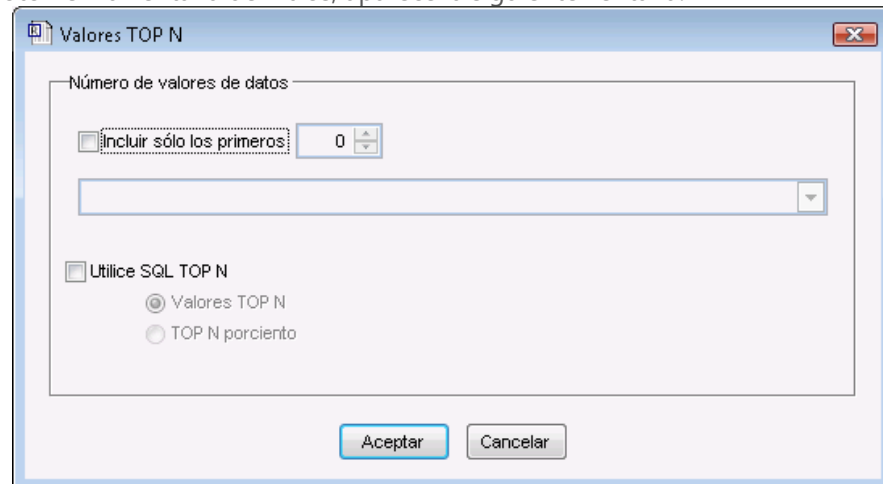 Valores TOP N
Número de valores de datos
Incluir sólo los primeros 0
Utilice SQL TOP N
Valores TOP N
TOP N porciento
Aceptar Cancelar